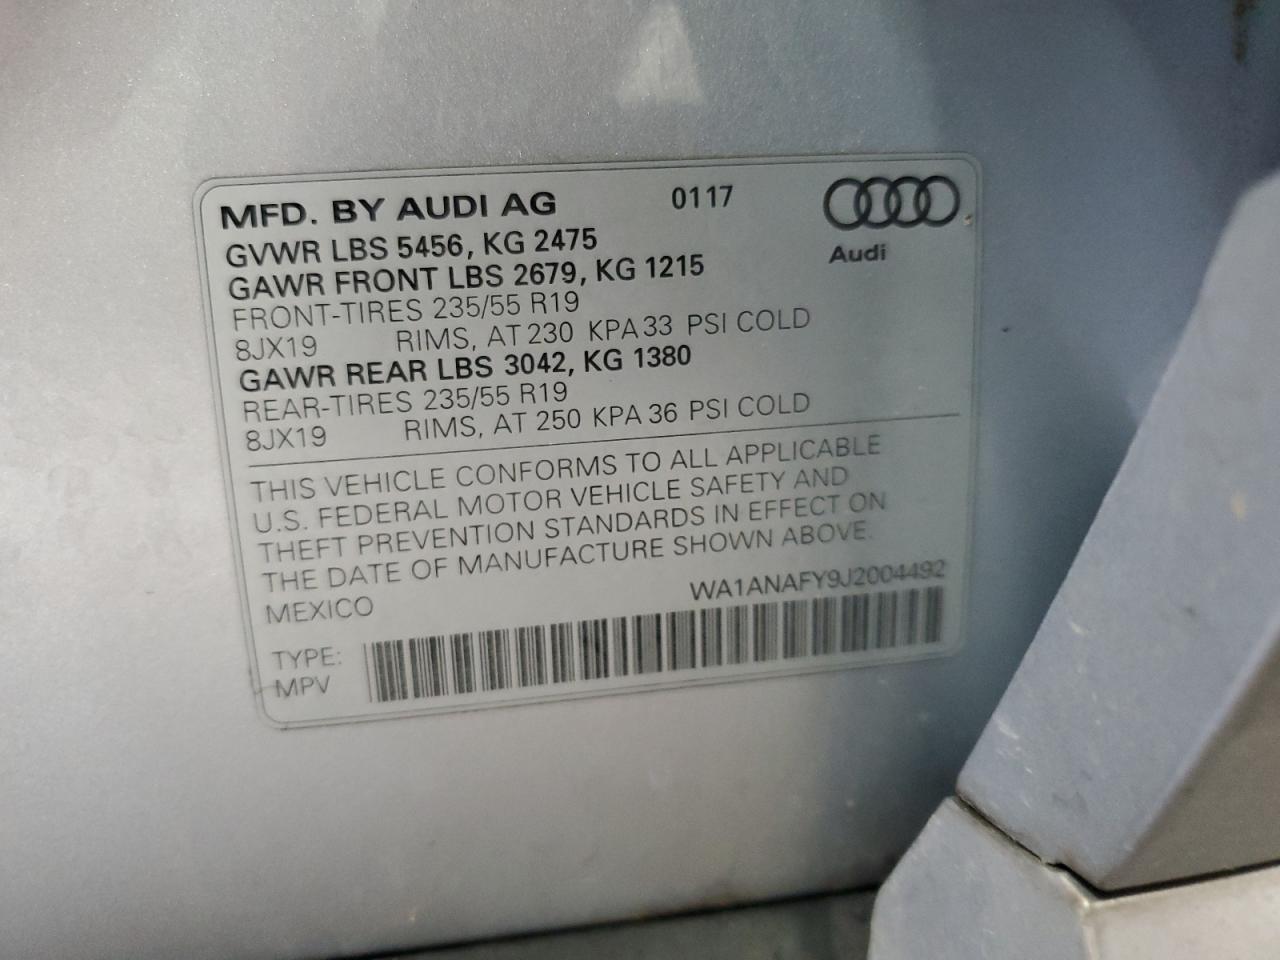 MFD. BY AUDI AG 0117
Audi
GVWR LBS 5456, KG 2475
GAWR FRONT LBS 2679, KG 1215
FRONT-TIRES 235/55 R19
8JX19 RIMS, AT 230 KPA 33 PSI COLD
GAWR REAR LBS 3042, KG 1380
REAR-TIRES 235/55 R19
8JX19 RIMS, AT 250 KPA 36 PSI COLD
THIS VEHICLE CONFORMS TO ALL APPLICABLE
U.S. FEDERAL MOTOR VEHICLE SAFETY AND
THEFT PREVENTION STANDARDS IN EFFECT ON
THE DATE OF MANUFACTURE SHOWN ABOVE.
MEXICO WA1ANAFY9J2004492
TYPE:
MPV